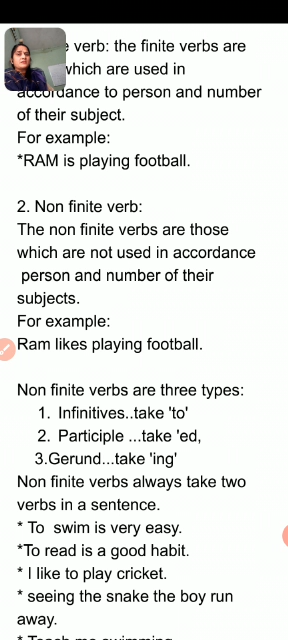 verb: the finite verbs are
which are used in
accordance to person and number
of their subject.
For example:
*RAM is playing football.
2. Non finite verb:
The non finite verbs are those
which are not used in accordance
person and number of their
subjects.
For example:
Ram likes playing football.
Non finite verbs are three types:
1. Infinitives..take 'to'
2. Participle ...take 'ed,
3.Gerund...take 'ing'
Non finite verbs always take two
verbs in a sentence.
* To swim is very easy.
*To read is a good habit.
* I like to play cricket.
* seeing the snake the boy run
away.